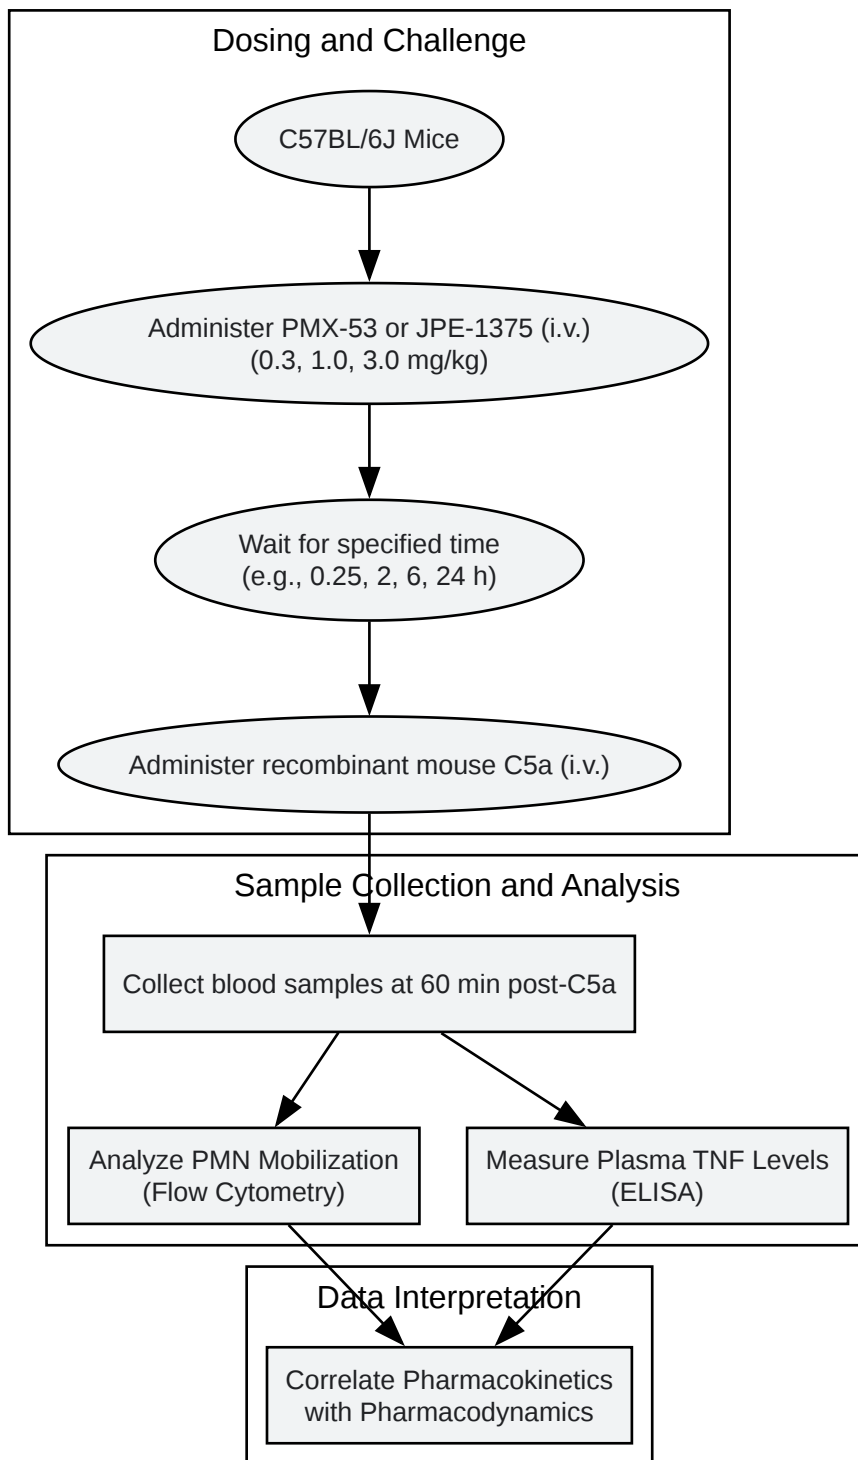 Dosing and Challenge
C57BL/6J Mice
Administer PMX-53 or JPE-1375 (i.v.)
(0.3, 1.0, 3.0 mg/kg)
Wait for specified time
(e.g., 0.25, 2, 6, 24 h)
Administer recombinant mouse C5a (i.v.)
Sample Collection and Analysis
Collect blood samples at 60 min post-C5a
Analyze PMN Mobilization
(Flow Cytometry)
Measure Plasma TNF Levels
(ELISA)
Data Interpretation
Correlate Pharmacokinetics
with Pharmacodynamics